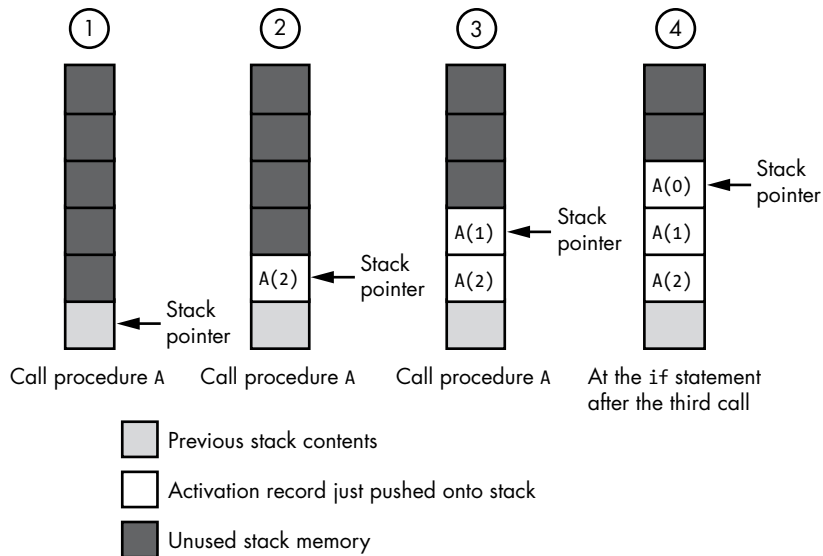 1
2
3
4
A(0)
Stack
pointer
A(1)
Stack
pointer
A(1)
A(2)
Stack
pointer
A(2)
A(2)
Stack
pointer
Call procedure A
Call procedure A
Call procedure A
At the if statement
after the third call
Previous stack contents
Activation record just pushed onto stack
Unused stack memory